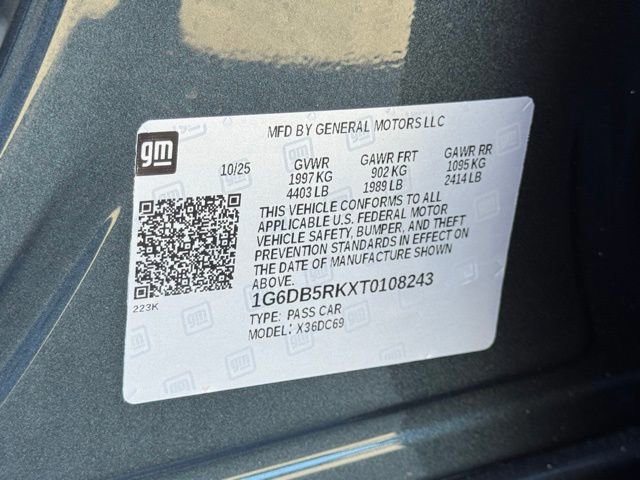 MFD BY GENERAL MOTORS LLC
gm
10/25
GVWR GAWR FRT GAWR RR
1997 KG 902 KG 1095 KG
4403 LB 1989 LB 2414 LB
THIS VEHICLE CONFORMS TO ALL
APPLICABLE U.S. FEDERAL MOTOR
VEHICLE SAFETY, BUMPER, AND THEFT
PREVENTION STANDARDS IN EFFECT ON
THE DATE OF MANUFACTURE SHOWN
ABOVE.
223K
1G6DB5RKXT0108243
TYPE: PASS CAR
MODEL: X36DC69